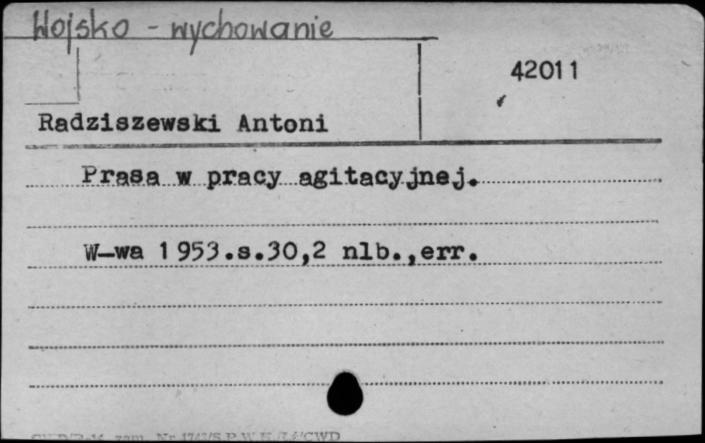 Wojsko - wychowanie
42011
Radziszewski Antoni
Prasa w pracy agitacyjnej.
W-wa 1953.s.30,2 nlb.,err.